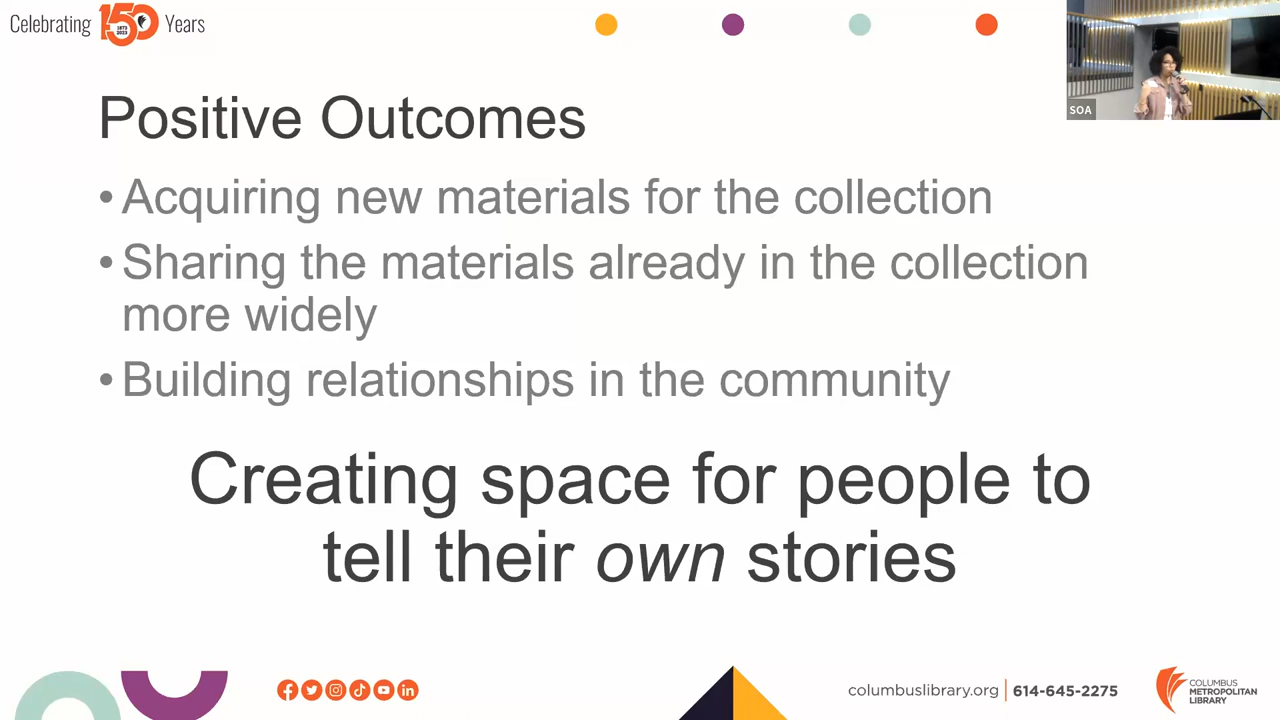 Celebrating 150 Years
1873
2023
SOA
Positive Outcomes
•Acquiring new materials for the collection
•Sharing the materials already in the collection
more widely
•Building relationships in the community
Creating space for people to
tell their own stories
columbuslibrary.org | 614-645-2275
COLUMBUS
METROPOLITAN
LIBRARY